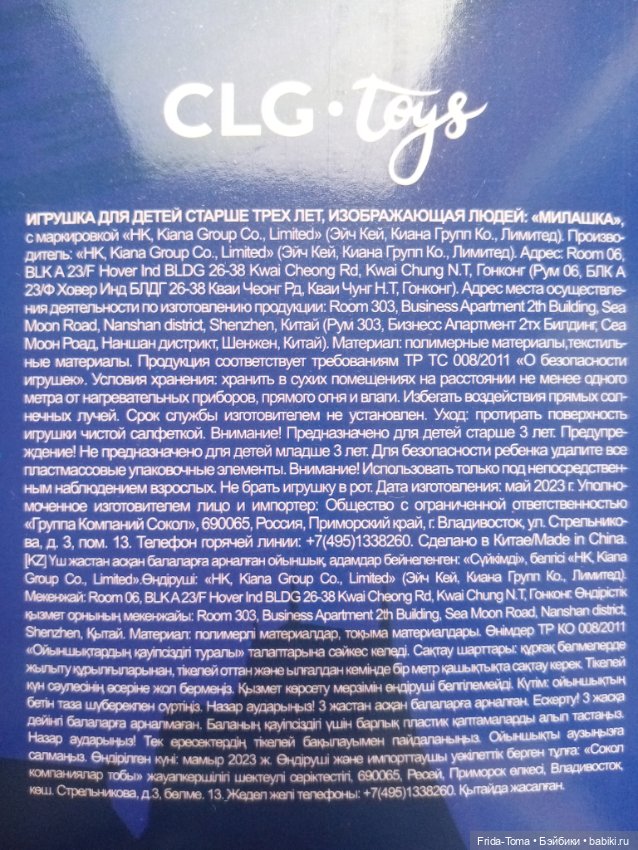 CLG • toys
ИГРУШКА ДЛЯ ДЕТЕЙ СТАРШЕ ТРЕХ ЛЕТ, ИЗОБРАЖАЮЩАЯ ЛЮДЕЙ: «МИЛАШКА»,
с маркировкой «HK, Kiana Group Co., Limited» (Эйч Кей, Киана Групп Ко., Лимитед). Произво-
дитель: «HK, Kiana Group Co., Limited» (Эйч Кей, Киана Групп Ко., Лимитед). Адрес: Room 06,
BLK A 23/F Hover Ind BLDG 26-38 Kwai Cheong Rd, Kwai Chung N.T, Гонконг (Рум 06, БЛК А
23/Ф Ховер Инд БЛДГ 26-38 Кваи Чеонг Рд, Кваи Чунг Н.Т, Гонконг). Адрес места осуществле-
ния деятельности по изготовлению продукции: Room 303, Business Apartment 2th Building, Sea
Moon Road, Nanshan district, Shenzhen, Китай (Рум 303, Бизнесс Апартмент 2тх Билдинг, Сеа
Моон Роад, Наншан дистрикт, Шенжен, Китай). Материал: полимерные материалы,текстиль-
ные материалы. Продукция соответствует требованиям ТР ТС 008/2011 «О безопасности
игрушек». Условия хранения: хранить в сухих помещениях на расстоянии не менее одного
метра от нагревательных приборов, прямого огня и влаги. Избегать воздействия прямых сол-
нечных лучей. Срок службы изготовителем не установлен. Уход: протирать поверхность
игрушки чистой салфеткой. Внимание! Предназначено для детей старше 3 лет. Предупре-
ждение! Не предназначено для детей младше 3 лет. Для безопасности ребенка удалите все
пластмассовые упаковочные элементы. Внимание! Использовать только под непосредствен-
ным наблюдением взрослых. Не брать игрушку в рот. Дата изготовления: май 2023 г. Уполно-
моченное изготовителем лицо и импортер: Общество с ограниченной ответственностью
«Группа Компаний Сокол», 690065, Россия, Приморский край, г. Владивосток, ул. Стрельнико-
ва, д. 3, пом. 13. Телефон горячей линии: +7(495)1338260. Сделано в Китае/Made in China.
[KZ] Үш жастан асқан балаларға арналған ойыншық, адамдар бейнеленген: «Сүйкімді», белгісі «HK, Kiana
Group Co., Limited».Өндіруші: «HK, Kiana Group Co., Limited» (Эйч Кей, Киана Групп Ко., Лимитед).
Мекенжай: Room 06, BLK A 23/F Hover Ind BLDG 26-38 Kwai Cheong Rd, Kwai Chung N.T, Гонконг. Өндірістік
қызмет орнының мекенжайы: Room 303, Business Apartment 2th Building, Sea Moon Road, Nanshan district,
Shenzhen, Қытай. Материал: полимерлі материалдар, тоқыма материалдары. Өнімдер ТР КО 008/2011
«Ойыншықтардың қауіпсіздігі туралы» талаптарына сәйкес келеді. Сақтау шарттары: құрғақ бөлмелерде
жылыту құрылғыларынан, тікелей оттан және ылғалдан кемінде бір метр қашықтықта сақтау керек. Тікелей
күн сәулесінің әсеріне жол бермеңіз. Қызмет көрсету мерзімін өндіруші белгілемейді. Күтім: ойыншықтың
бетін таза шүберекпен сүртіңіз. Назар аударыңыз! 3 жастан асқан балаларға арналған. Ескерту! 3 жасқа
дейінгі балаларға арналмаған. Баланың қауіпсіздігі үшін барлық пластик қаптамаларды алып тастаңыз.
Назар аударыңыз! Тек ересектердің тікелей бақылауымен пайдаланыңыз. Ойыншықты аузыңызға
салмаңыз. Өндірілген күні: мамыр 2023 ж. Өндіруші және импорттаушы уәкілеттік берген тұлға: «Сокол
компаниялар тобы» жауапкершілігі шектеулі серіктестігі, 690065, Ресей, Приморск өлкесі, Владивосток,
көш. Стрельникова, д.3, бөлме. 13. Жедел желі телефоны: +7(495)1338260. Қытайда жасалған.
Frida-Toma • Бэйбики • babiki.ru